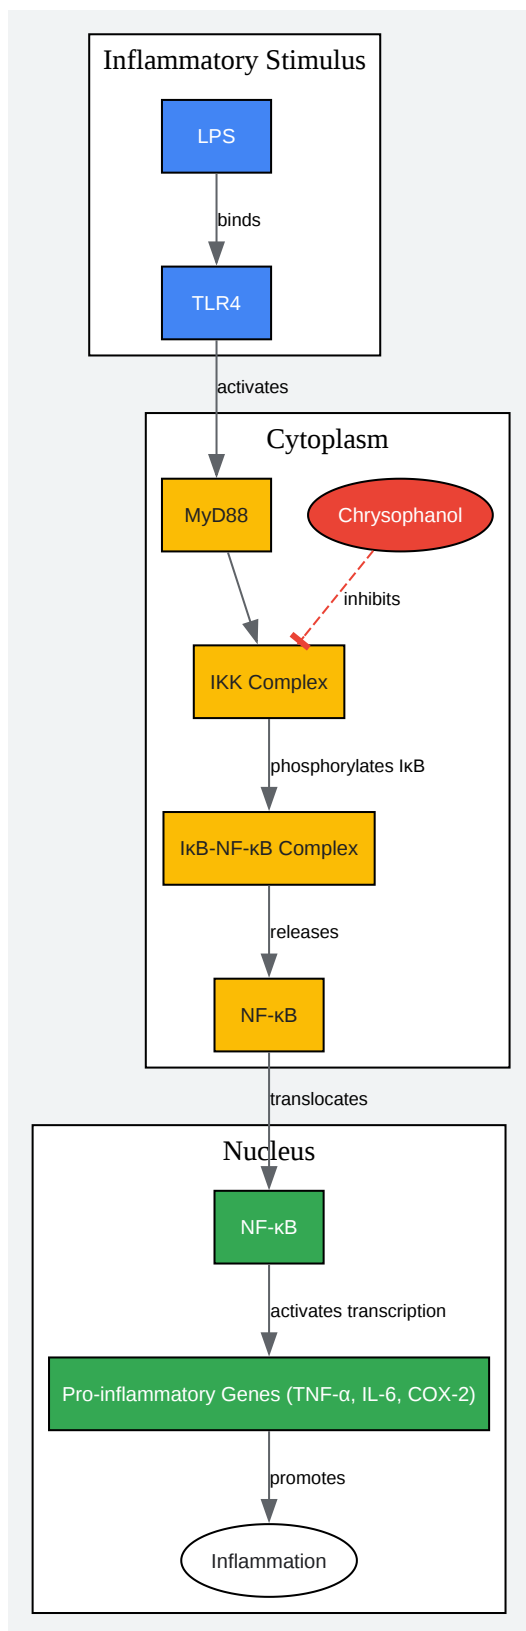 Inflammatory Stimulus
LPS
binds
TLR4
activates
Cytoplasm
MyD88
Chrysophanol
inhibits
IKK Complex
phosphorylates IκB
IκB-NF-κB Complex
releases
NF-κB
translocates
Nucleus
NF-κB
activates transcription
Pro-inflammatory Genes (TNF-α, IL-6, COX-2)
promotes
Inflammation